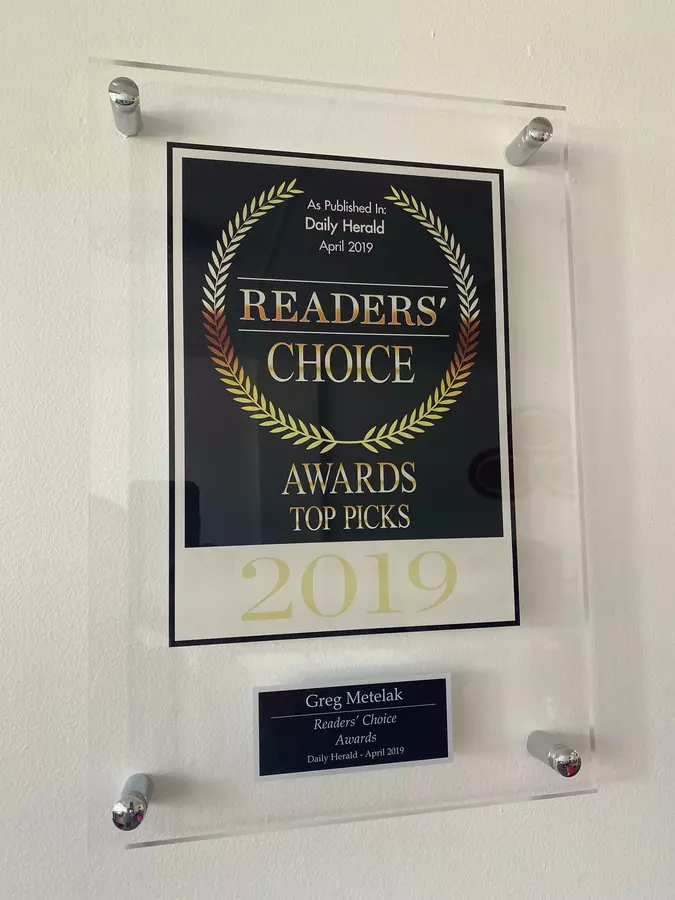 As Published In:
Daily Herald
April 2019
READERS'
CHOICE
AWARDS
TOP PICKS
2019
Greg Metelak
Readers' Choice
Awards
Daily Herald - April 2019